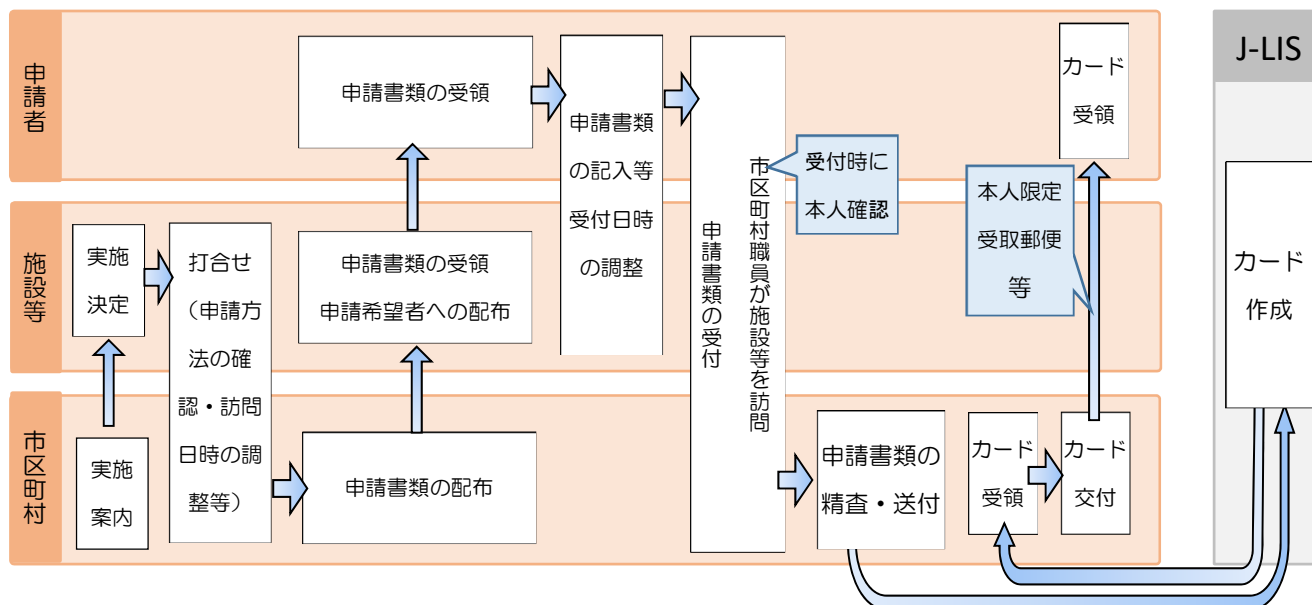 申請者
申請書類の受領
申請書類
の記入等
受付日時
の調整
市区町村職員が施設等を訪問
申請書類の受付
受付時に
本人確認
カード
受領
J-LIS
カード
作成
施設等
実施
決定
打合せ
（申請方
法の確
認・訪問
日時の調
整等）
申請書類の受領
申請希望者への配布
本人限定
受取郵便
等
市区町村
実施
案内
申請書類の配布
申請書類の
精査・送付
カード
受領
カード
交付